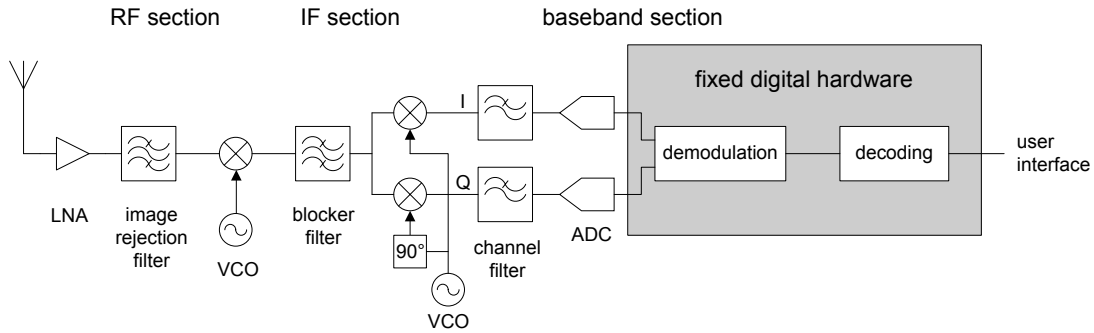 RF section
IF section
baseband section
fixed digital hardware
I
Q
demodulation
decoding
user
interface
LNA
image
rejection
filter
VCO
blocker
filter
90°
VCO
channel
filter
ADC